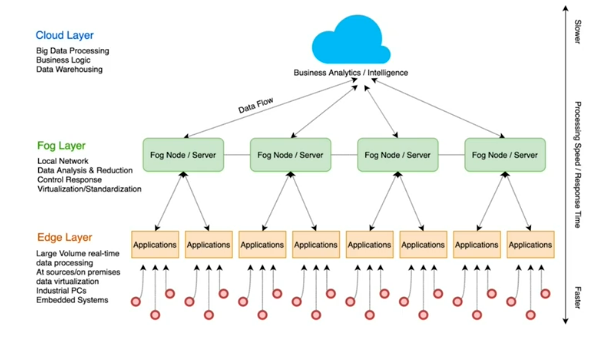 Cloud Layer
Big Data Processing
Business Logic
Data Warehousing
Business Analytics / Intelligence
Data Flow
Fog Layer
Local Network
Data Analysis & Reduction
Control Response
Virtualization/Standardization
Fog Node / Server
Fog Node / Server
Fog Node / Server
Fog Node / Server
Edge Layer
Large Volume real-time
data processing
At sources/on premises
data virtualization
Industrial PCs
Embedded Systems
Applications
Applications
Applications
Applications
Applications
Applications
Applications
Applications
Slower
Processing Speed / Response Time
Faster